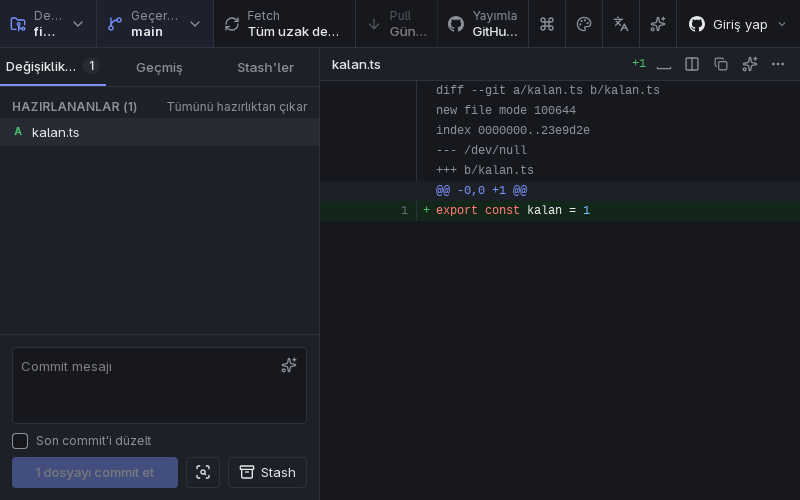 De...
fi...
Geçer...
main
Fetch
Tüm uzak de...
Pull
Gün...
Yayımla
GitHu...
Giriş yap
Değişiklik... 1
Geçmiş
Stash'ler
HAZIRLANANLAR (1)
Tümünü hazırlıktan çıkar
A kalan.ts
kalan.ts
+1
diff --git a/kalan.ts b/kalan.ts
new file mode 100644
index 0000000..23e9d2e
--- /dev/null
+++ b/kalan.ts
@@ -0,0 +1 @@
1 + export const kalan = 1
Commit mesajı
Son commit'i düzelt
1 dosyayı commit et
Stash